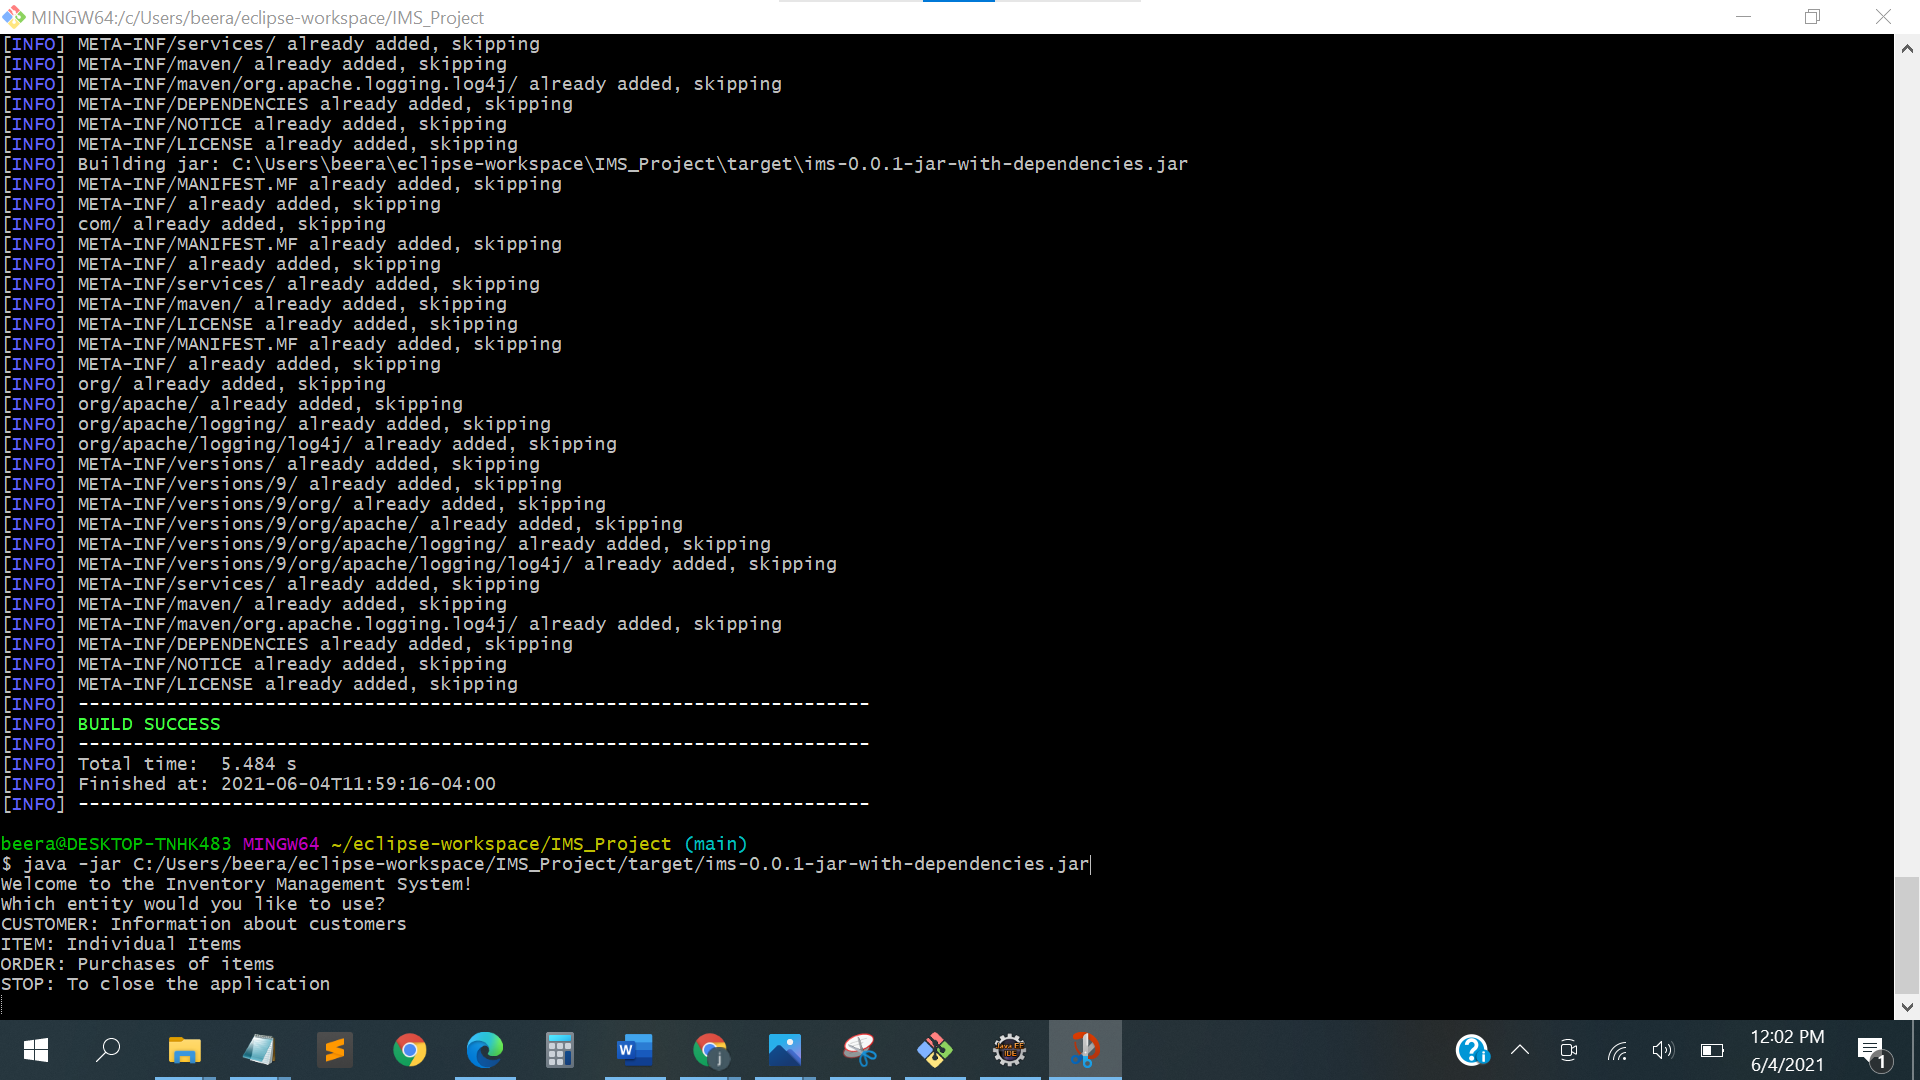 MINGW64:/c/Users/beera/eclipse-workspace/IMS_Project
[INFO] META-INF/services/ already added, skipping
[INFO] META-INF/maven/ already added, skipping
[INFO] META-INF/maven/org.apache.logging.log4j/ already added, skipping
[INFO] META-INF/DEPENDENCIES already added, skipping
[INFO] META-INF/NOTICE already added, skipping
[INFO] META-INF/LICENSE already added, skipping
[INFO] Building jar: C:\Users\beera\eclipse-workspace\IMS_Project\target\ims-0.0.1-jar-with-dependencies.jar
[INFO] META-INF/MANIFEST.MF already added, skipping
[INFO] META-INF/ already added, skipping
[INFO] com/ already added, skipping
[INFO] META-INF/MANIFEST.MF already added, skipping
[INFO] META-INF/ already added, skipping
[INFO] META-INF/services/ already added, skipping
[INFO] META-INF/maven/ already added, skipping
[INFO] META-INF/LICENSE already added, skipping
[INFO] META-INF/MANIFEST.MF already added, skipping
[INFO] META-INF/ already added, skipping
[INFO] org/ already added, skipping
[INFO] org/apache/ already added, skipping
[INFO] org/apache/logging/ already added, skipping
[INFO] org/apache/logging/log4j/ already added, skipping
[INFO] META-INF/versions/ already added, skipping
[INFO] META-INF/versions/9/ already added, skipping
[INFO] META-INF/versions/9/org/ already added, skipping
[INFO] META-INF/versions/9/org/apache/ already added, skipping
[INFO] META-INF/versions/9/org/apache/logging/ already added, skipping
[INFO] META-INF/versions/9/org/apache/logging/log4j/ already added, skipping
[INFO] META-INF/services/ already added, skipping
[INFO] META-INF/maven/ already added, skipping
[INFO] META-INF/maven/org.apache.logging.log4j/ already added, skipping
[INFO] META-INF/DEPENDENCIES already added, skipping
[INFO] META-INF/NOTICE already added, skipping
[INFO] META-INF/LICENSE already added, skipping
[INFO] ------------------------------------------------------------------------
[INFO] BUILD SUCCESS
[INFO] ------------------------------------------------------------------------
[INFO] Total time:  5.484 s
[INFO] Finished at: 2021-06-04T11:59:16-04:00
[INFO] ------------------------------------------------------------------------
beera@DESKTOP-TNHK483 MINGW64 ~/eclipse-workspace/IMS_Project (main)
$ java -jar C:/Users/beera/eclipse-workspace/IMS_Project/target/ims-0.0.1-jar-with-dependencies.jar
Welcome to the Inventory Management System!
Which entity would you like to use?
CUSTOMER: Information about customers
ITEM: Individual Items
ORDER: Purchases of items
STOP: To close the application
12:02 PM
6/4/2021
1